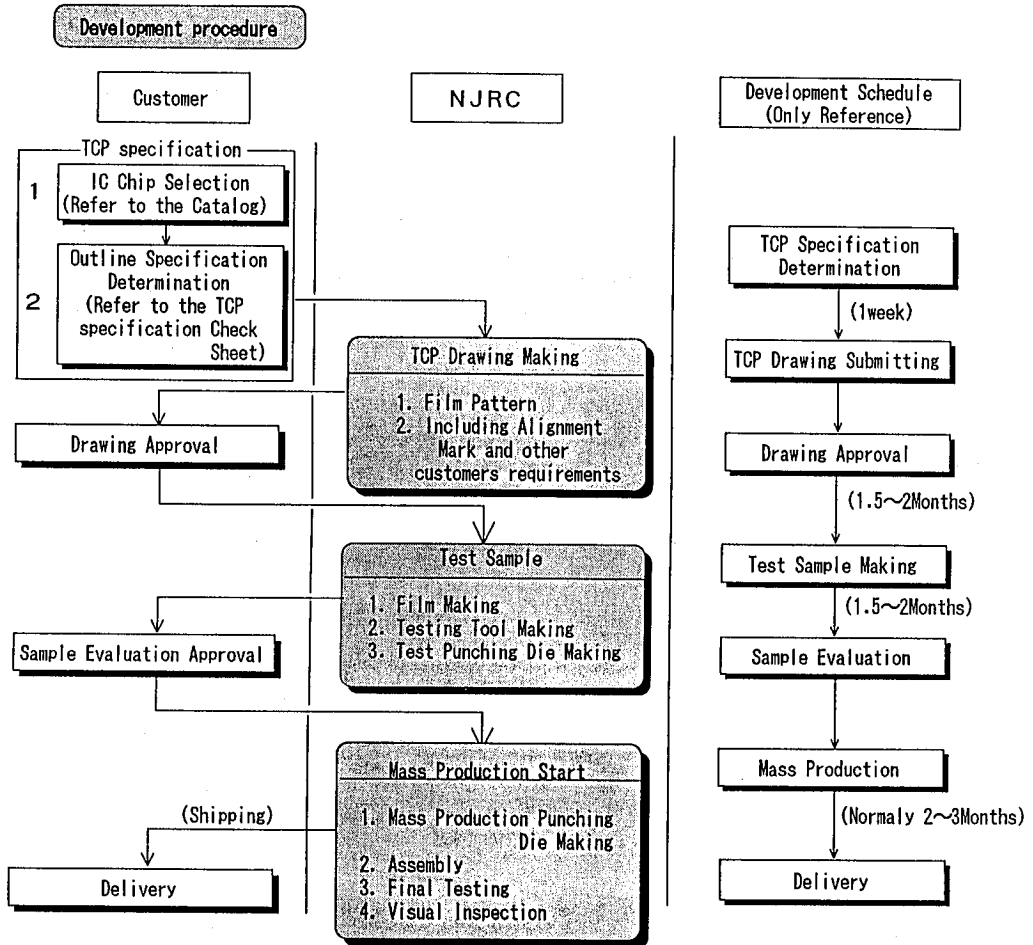 Development procedure
Customer
NJRC
Development Schedule
(Only Reference)
TCP specification
1
IC Chip Selection
(Refer to the Catalog)
2
Outline Specification
Determination
(Refer to the TCP
specification Check
Sheet)
TCP Drawing Making
1. Film Pattern
2. Including Alignment
Mark and other
customers requirements
Drawing Approval
Test Sample
1. Film Making
2. Testing Tool Making
3. Test Punching Die Making
Sample Evaluation Approval
Mass Production Start
1. Mass Production Punching
Die Making
2. Assembly
3. Final Testing
4. Visual Inspection
(Shipping)
Delivery
TCP Specification
Determination
(1week)
TCP Drawing Submitting
Drawing Approval
(1.5～2Months)
Test Sample Making
(1.5～2Months)
Sample Evaluation
Mass Production
(Normaly 2～3Months)
Delivery